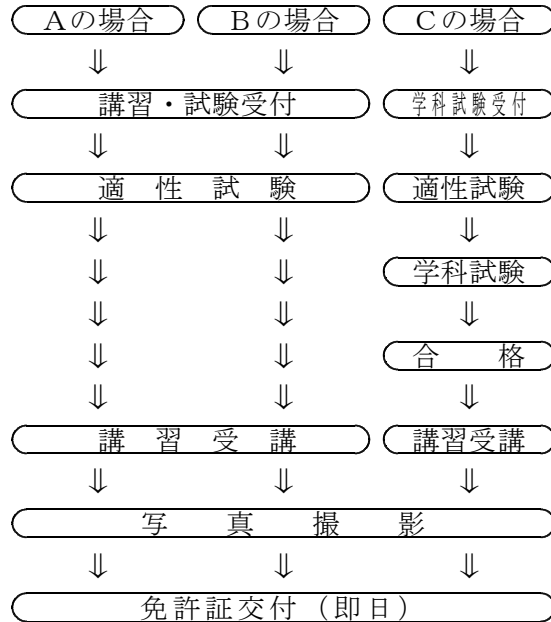 Aの場合 Bの場合 Cの場合
⇓ ⇓ ⇓
講習・試験受付 学科試験受付
⇓ ⇓ ⇓
適性試験 適性試験
⇓ ⇓ ⇓
⇓ ⇓ 学科試験
⇓ ⇓ ⇓
⇓ ⇓ 合格
⇓ ⇓ ⇓
講習受講 講習受講
⇓ ⇓ ⇓
写真撮影
⇓ ⇓ ⇓
免許証交付（即日）